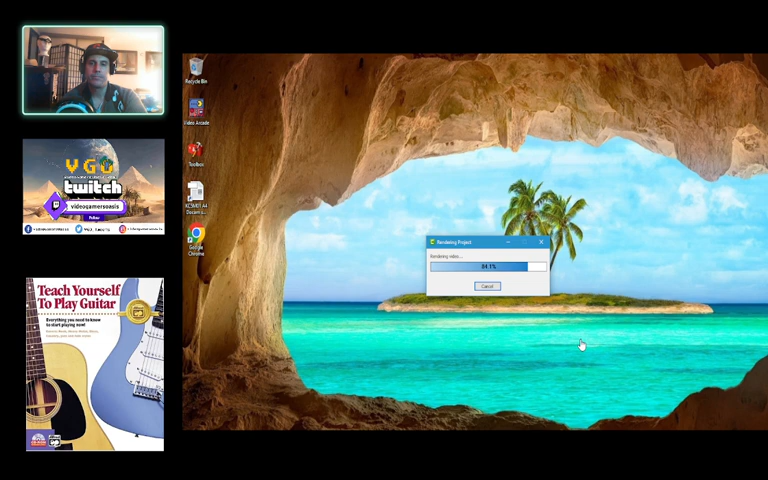 VGO
twitch
videogamersoasis
Follow
Teach Yourself
To Play Guitar
Everything you need to know
to start playing now!
Recycle Bin
Video Arcade
Toolbox
Google
Chrome
Rendering Project
Rendering video...
84.1%
Cancel